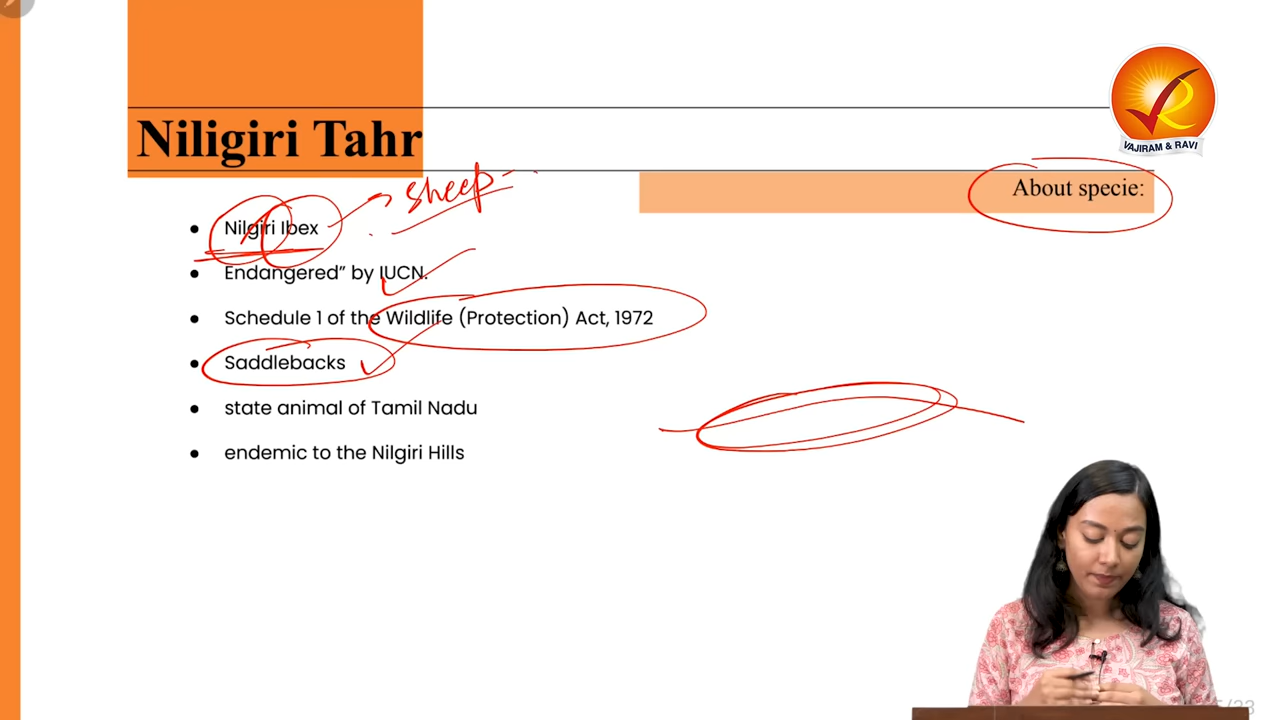 VAJIRAM & RAVI
Niligiri Tahr
sheep
About specie:
• Nilgiri Ibex
• Endangered” by IUCN.
• Schedule 1 of the Wildlife (Protection) Act, 1972
• Saddlebacks
• state animal of Tamil Nadu
• endemic to the Nilgiri Hills